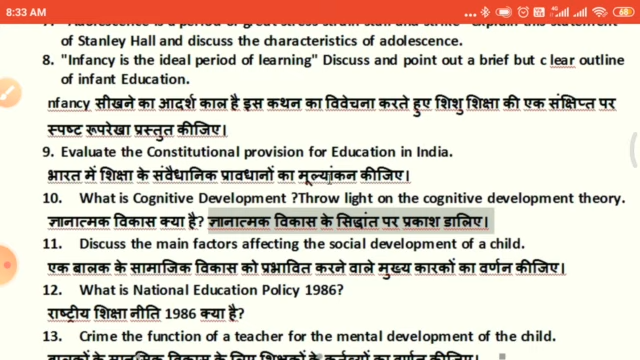 8:33 AM
of Stanley Hall and discuss the characteristics of adolescence.
8. "Infancy is the ideal period of learning" Discuss and point out a brief but c lear outline
of infant Education.
nfancy सीखने का आदर्श काल है इस कथन का विवेचना करते हुए शिशु शिक्षा की एक संक्षिप्त पर
स्पष्ट रूपरेखा प्रस्तुत कीजिए।
9. Evaluate the Constitutional provision for Education in India.
भारत में शिक्षा के संवैधानिक प्रावधानों का मूल्यांकन कीजिए।
10. What is Cognitive Development ?Throw light on the cognitive development theory.
ज्ञानात्मक विकास क्या है? ज्ञानात्मक विकास के सिद्धांत पर प्रकाश डालिए।
11. Discuss the main factors affecting the social development of a child.
एक बालक के सामाजिक विकास को प्रभावित करने वाले मुख्य कारकों का वर्णन कीजिए।
12. What is National Education Policy 1986?
राष्ट्रीय शिक्षा नीति 1986 क्या है?
13. Crime the function of a teacher for the mental development of the child.